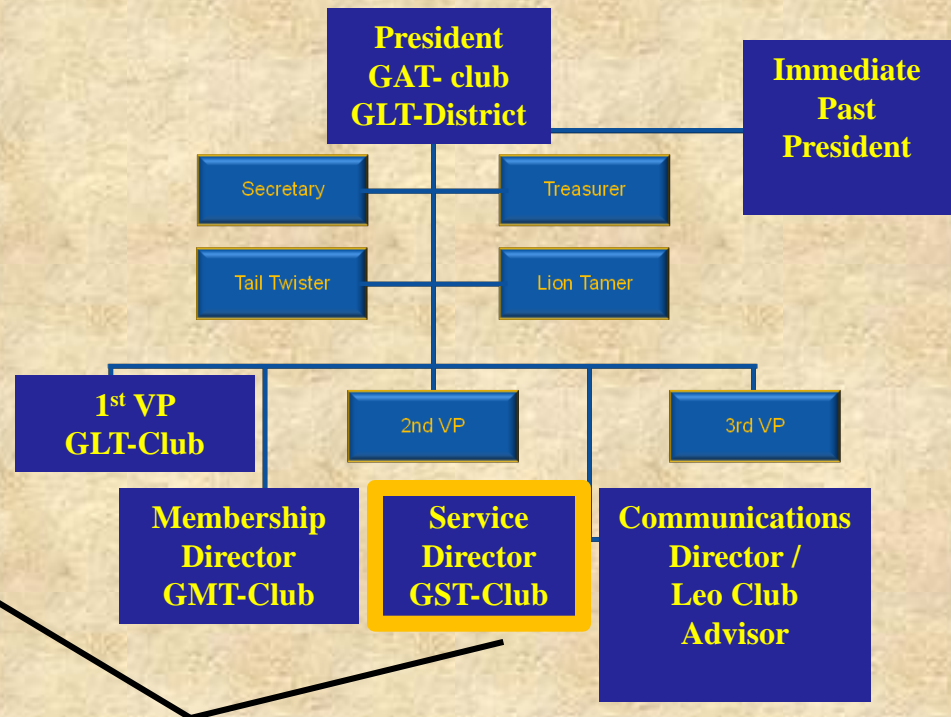 President
GAT- club
GLT-District
Immediate
Past
President
Secretary
Treasurer
Tail Twister
Lion Tamer
1st VP
GLT-Club
2nd VP
3rd VP
Membership
Director
GMT-Club
Service
Director
GST-Club
Communications
Director /
Leo Club
Advisor